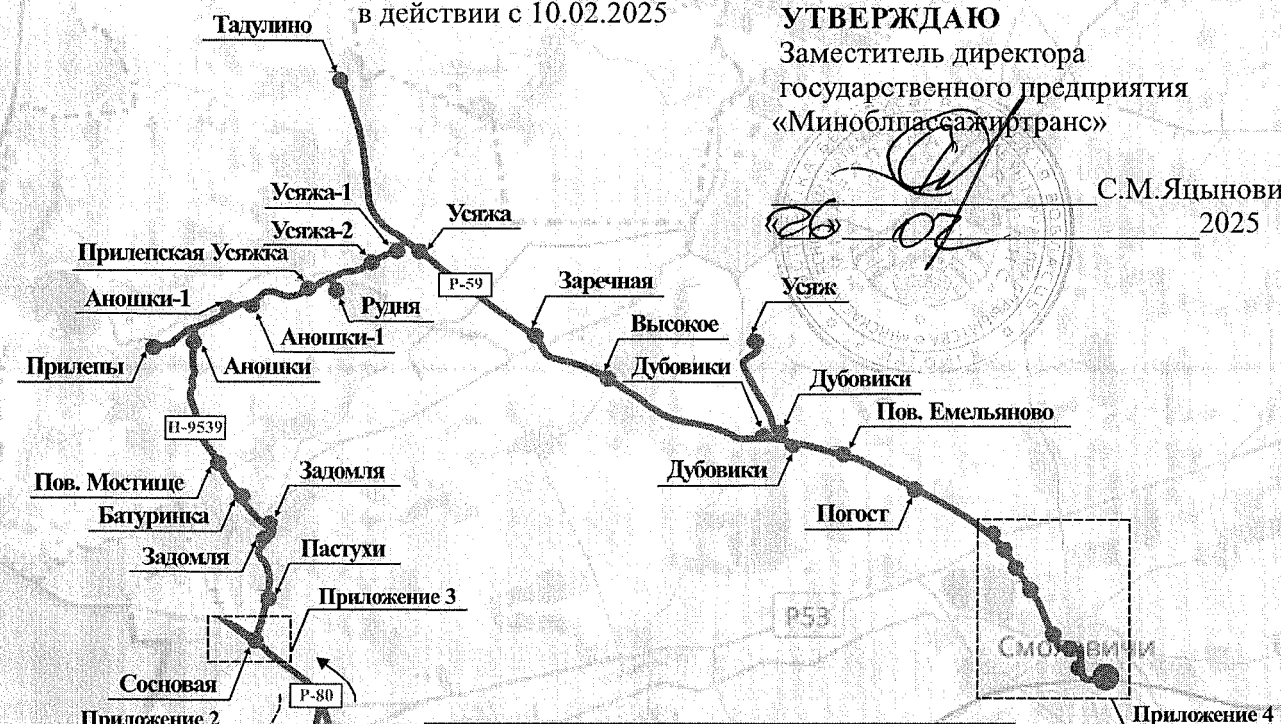 в действии с 10.02.2025
УТВЕРЖДАЮ
Заместитель директора
государственного предприятия
«Миноблпассажиртранс»
С.М.Яцынови
«26» 02 2025
Тадулино
Усяжа-1
Усяжа
Усяжа-2
Прилепская Усяжка
Р-59
Заречная
Усяж
Аношки-1
Рудня
Высокое
Аношки-1
Дубовики
Дубовики
Прилепы
Аношки
Пов. Емельяново
Н-9539
Задомля
Дубовики
Пов. Мостище
Батуринка
Погост
Задомля
Пастухи
Приложение 3
Р53
Смолевичи
Сосновая
Р-80
Приложение 2
Приложение 4